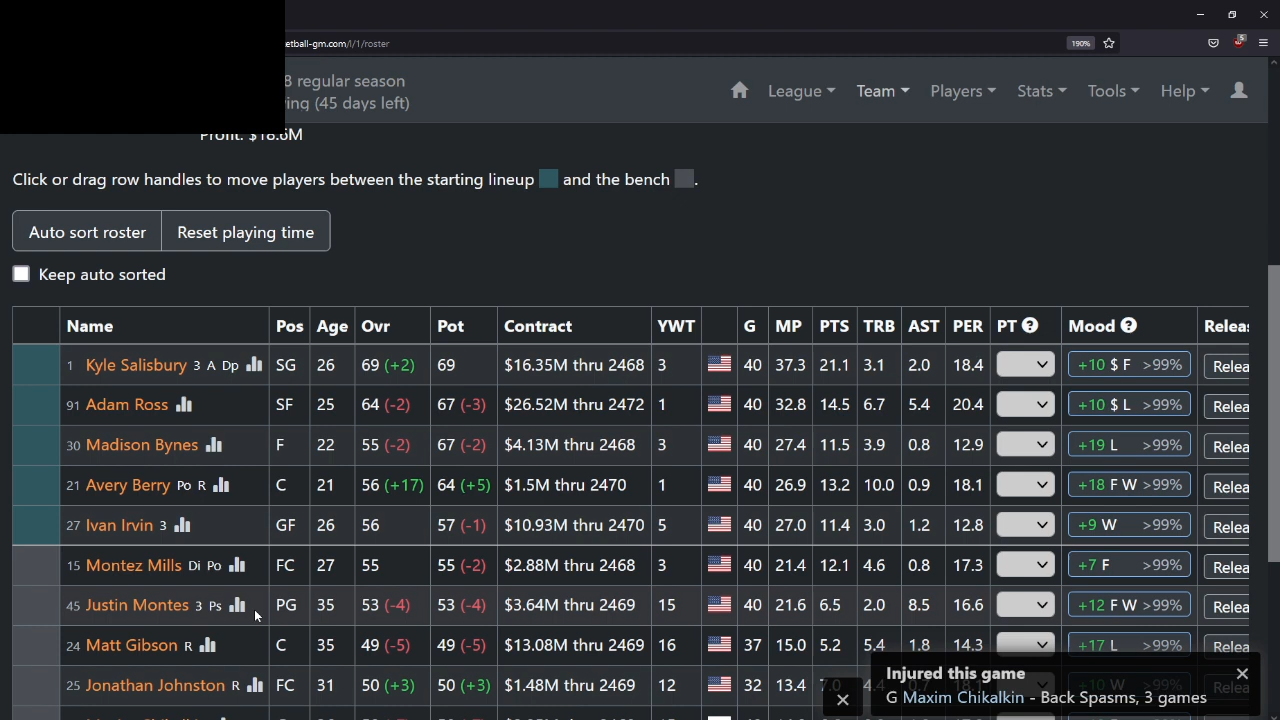 etball-gm.com/l/1/roster 190%
8 regular season
ing (45 days left)
League Team Players Stats Tools Help
Profit: $18.6M
Click or drag row handles to move players between the starting lineup and the bench .
Auto sort roster Reset playing time
Keep auto sorted
Name Pos Age Ovr Pot Contract YWT G MP PTS TRB AST PER PT ? Mood ? Releas
1 Kyle Salisbury 3 A Dp SG 26 69 (+2) 69 $16.35M thru 2468 3 40 37.3 21.1 3.1 2.0 18.4 +10 $ F >99% Relea
91 Adam Ross SF 25 64 (-2) 67 (-3) $26.52M thru 2472 1 40 32.8 14.5 6.7 5.4 20.4 +10 $ L >99% Relea
30 Madison Bynes F 22 55 (-2) 67 (-2) $4.13M thru 2468 3 40 27.4 11.5 3.9 0.8 12.9 +19 L >99% Relea
21 Avery Berry Po R C 21 56 (+17) 64 (+5) $1.5M thru 2470 1 40 26.9 13.2 10.0 0.9 18.1 +18 F W >99% Relea
27 Ivan Irvin 3 GF 26 56 57 (-1) $10.93M thru 2470 5 40 27.0 11.4 3.0 1.2 12.8 +9 W >99% Relea
15 Montez Mills Di Po FC 27 55 55 (-2) $2.88M thru 2468 3 40 21.4 12.1 4.6 0.8 17.3 +7 F >99% Relea
45 Justin Montes 3 Ps PG 35 53 (-4) 53 (-4) $3.64M thru 2469 15 40 21.6 6.5 2.0 8.5 16.6 +12 F W >99% Relea
24 Matt Gibson R C 35 49 (-5) 49 (-5) $13.08M thru 2469 16 37 15.0 5.2 5.4 1.8 14.3 +17 L >99% Relea
25 Jonathan Johnston R FC 31 50 (+3) 50 (+3) $1.48M thru 2469 12 32 13.4 7.0 4.4 0.7 18.1 +10 W >99% Relea
Injured this game
G Maxim Chikalkin - Back Spasms, 3 games